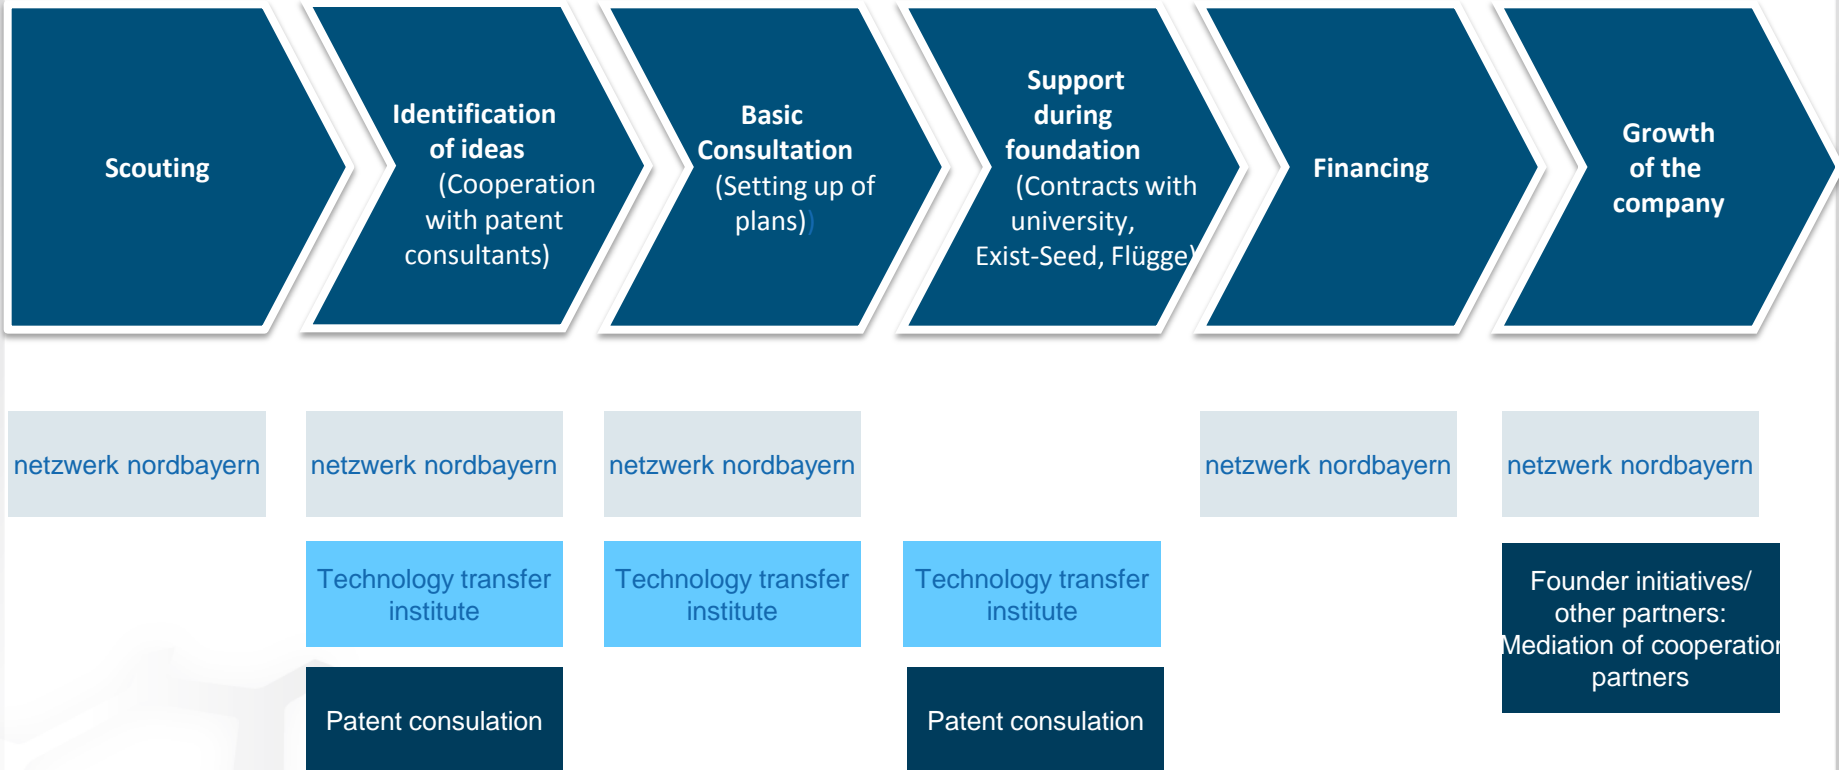 Scouting
Identification
of ideas
(Cooperation
with patent
consultants)
Basic
Consultation
(Setting up of
plans))
Support
during
foundation
(Contracts with
university,
Exist-Seed, Flügge)
Financing
Growth
of the
company
netzwerk nordbayern
netzwerk nordbayern
netzwerk nordbayern
netzwerk nordbayern
netzwerk nordbayern
Technology transfer
institute
Technology transfer
institute
Technology transfer
institute
Founder initiatives/
other partners:
Mediation of cooperation
partners
Patent consulation
Patent consulation